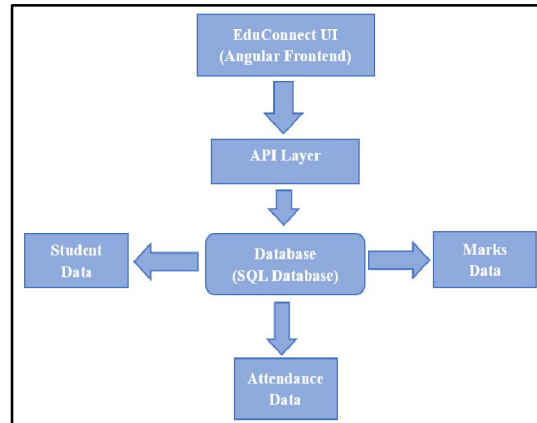 EduConnect UI
(Angular Frontend)
API Layer
Student
Data
Database
(SQL Database)
Marks
Data
Attendance
Data